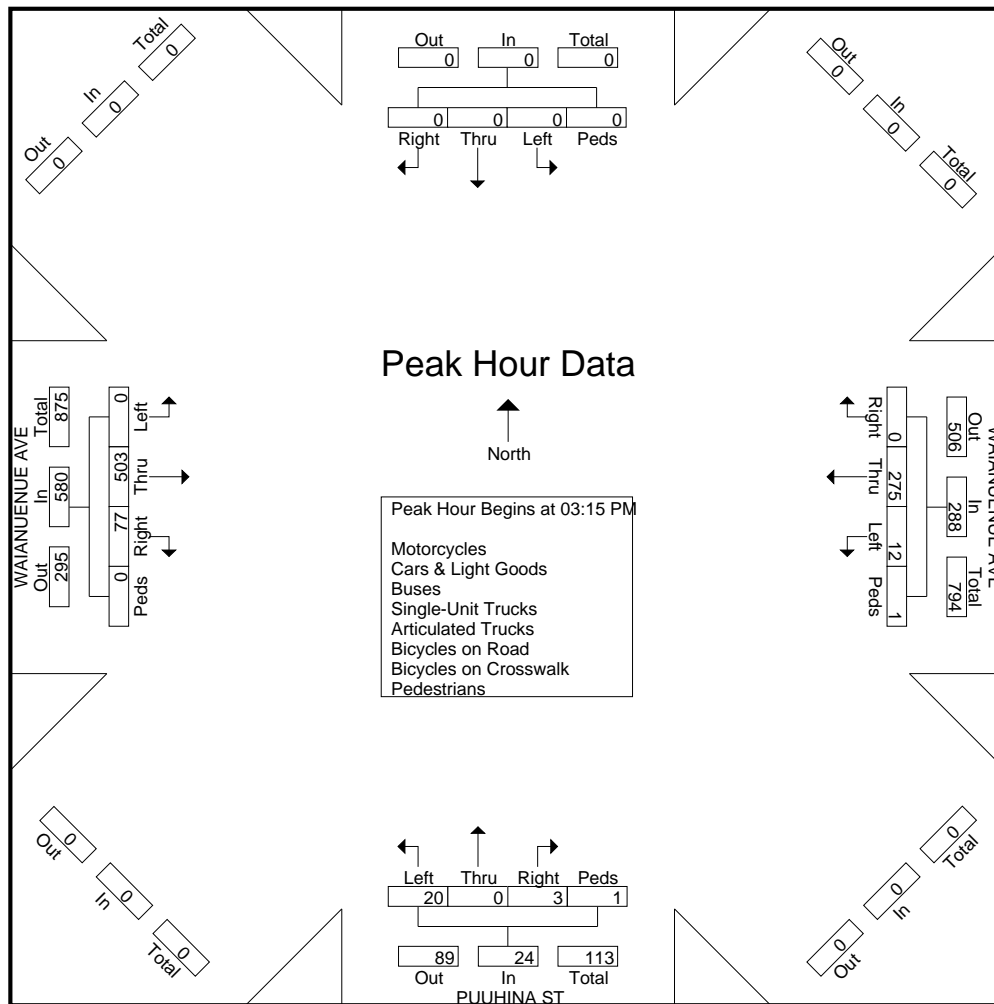 Out In Total
0 0 0
0 0 0 0
Right Thru Left Peds
Total
0
In
0
Out
0
Out
0
In
0
Total
0
Peak Hour Data
North
Peak Hour Begins at 03:15 PM
Motorcycles
Cars & Light Goods
Buses
Single-Unit Trucks
Articulated Trucks
Bicycles on Road
Bicycles on Crosswalk
Pedestrians
WAIANUENUE AVE
Out In Total
295 580 875
0 77 503 0
Peds Right Thru Left
WAIANUENUE AVE
Out In Total
506 288 794
0 275 12 1
Right Thru Left Peds
0
Out
0
In
0
Total
0
Total
0
In
0
Out
Left Thru Right Peds
20 0 3 1
89 24 113
Out In Total
PUUHINA ST